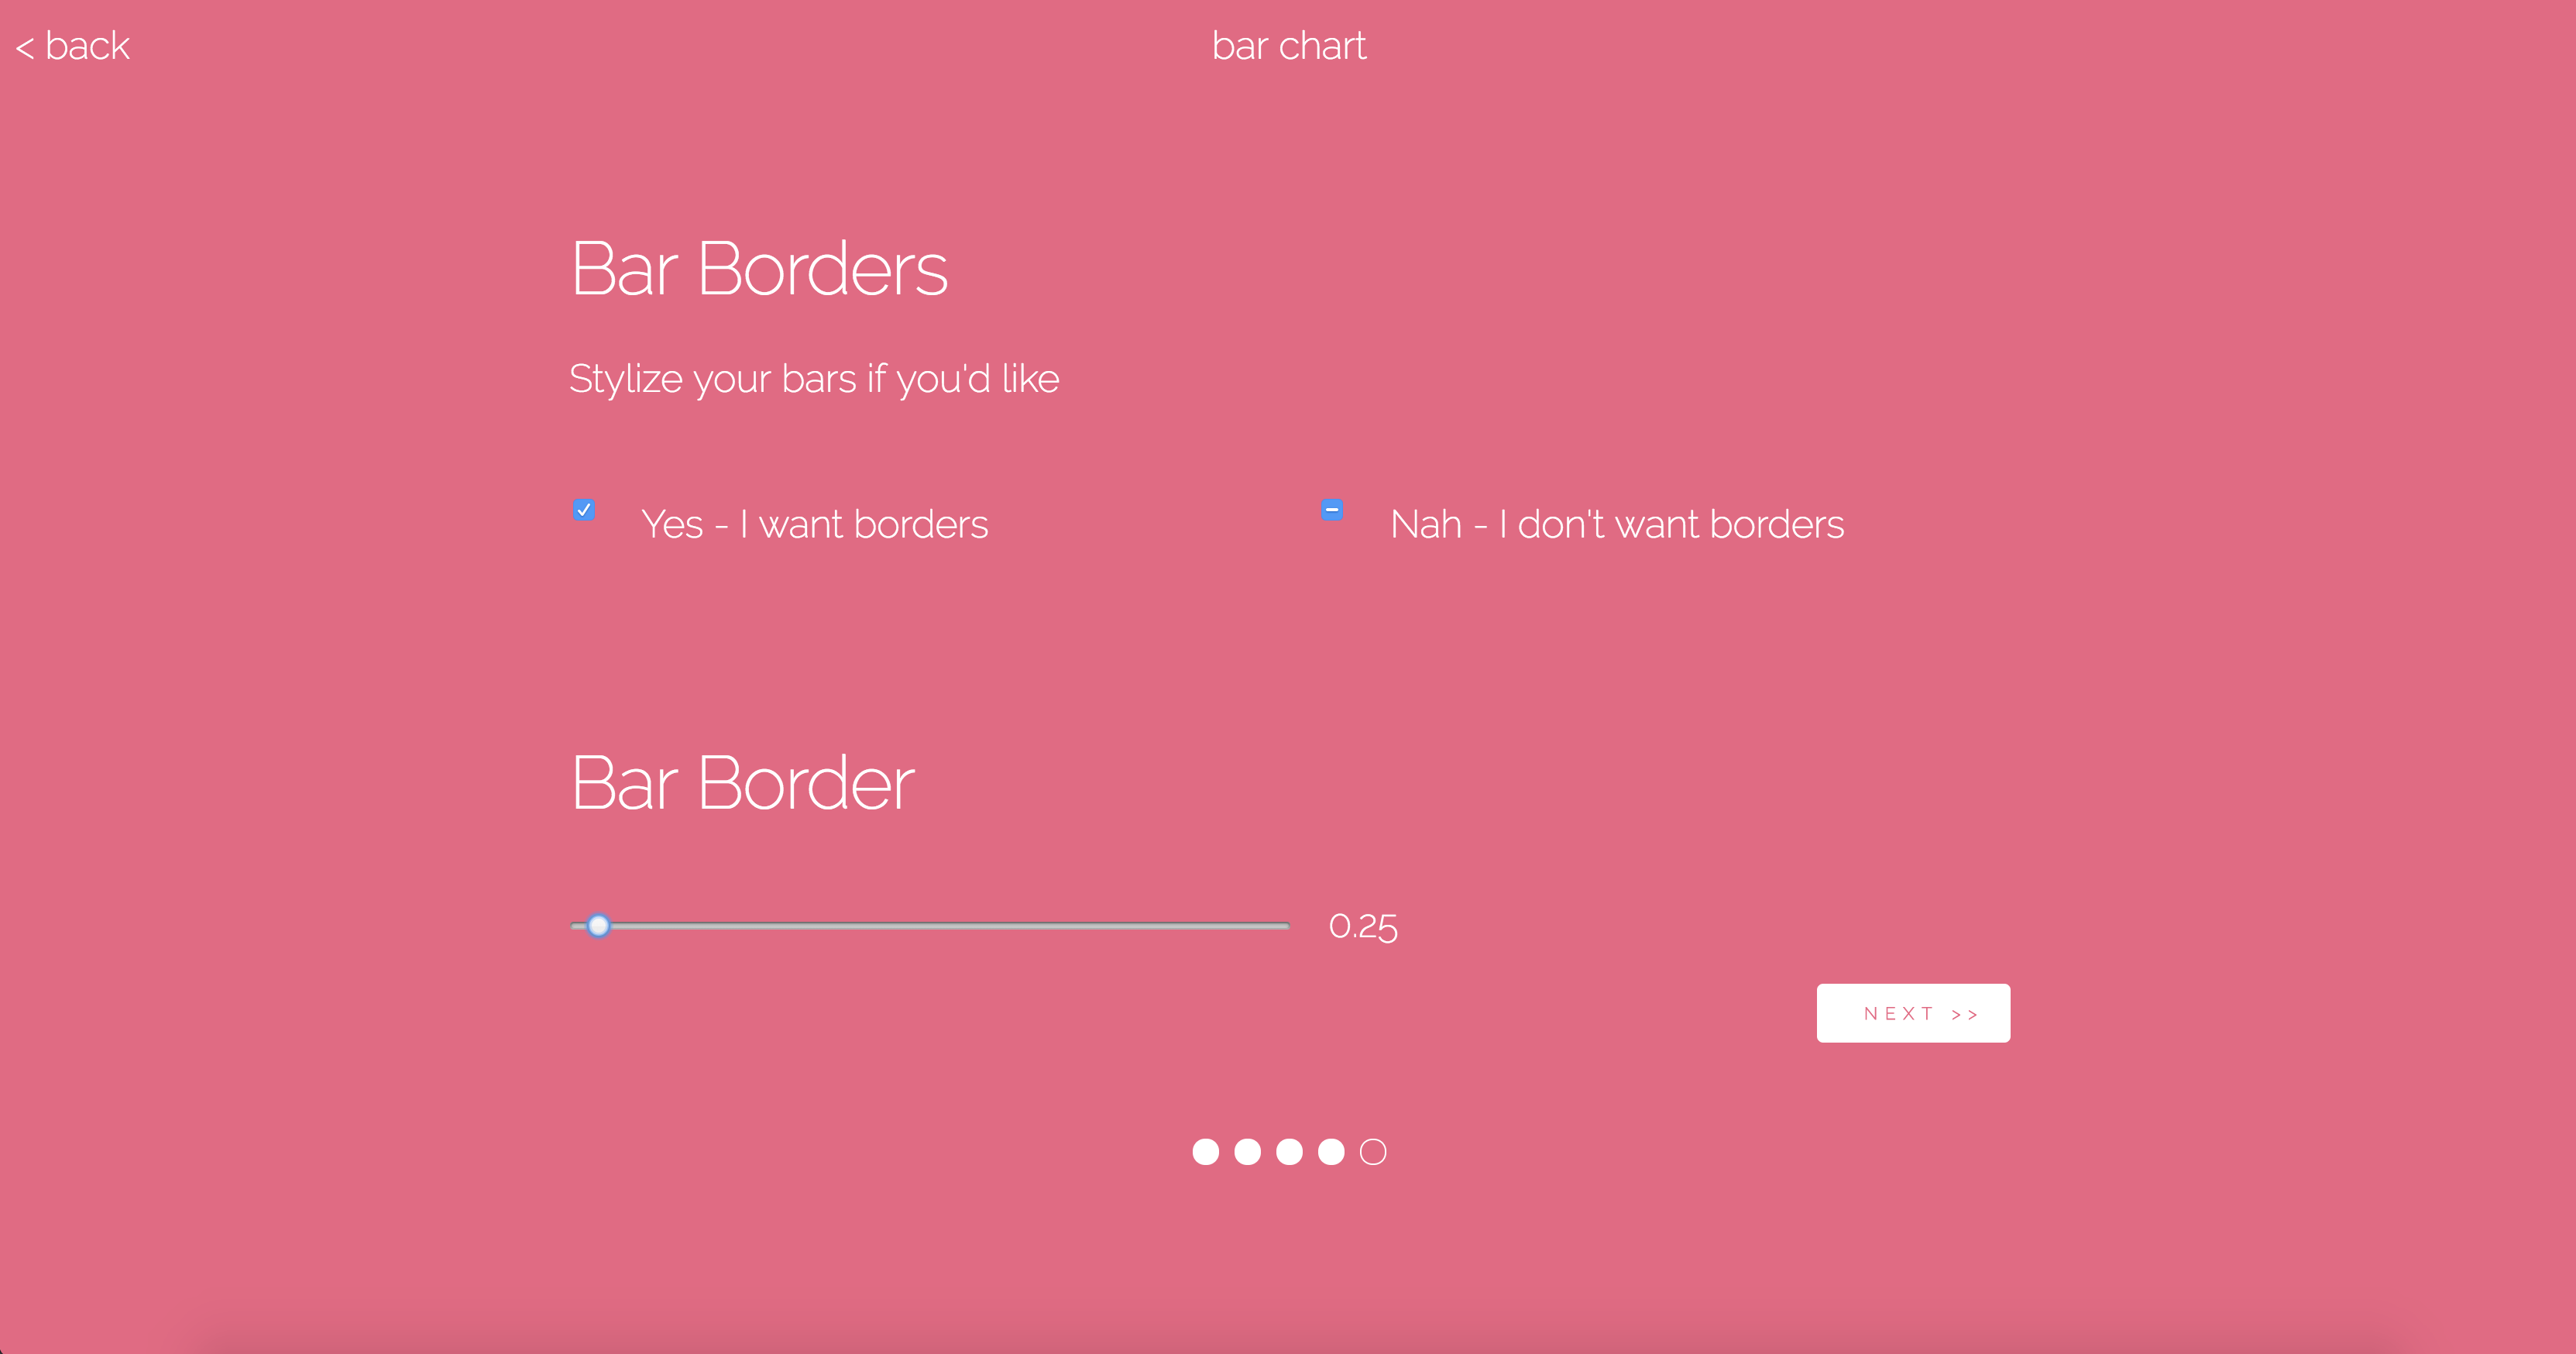 < back
bar chart
Bar Borders
Stylize your bars if you'd like
Yes - I want borders
Nah - I don't want borders
Bar Border
0.25
NEXT >>